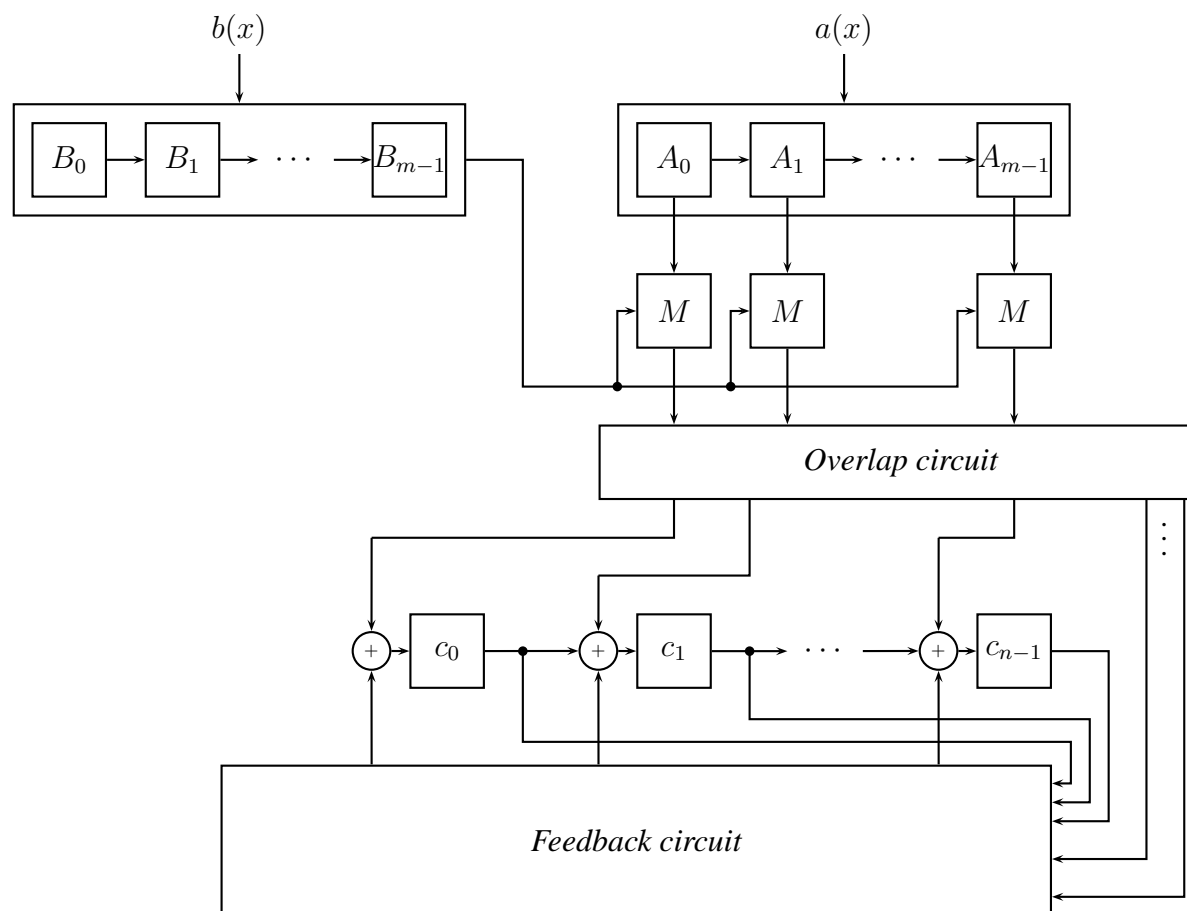 b(x) a(x)
B₀ B₁ ··· Bₘ₋₁ A₀ A₁ ··· Aₘ₋₁
M M M
Overlap circuit
⋮
+ c₀ + c₁ ··· + cₙ₋₁
Feedback circuit